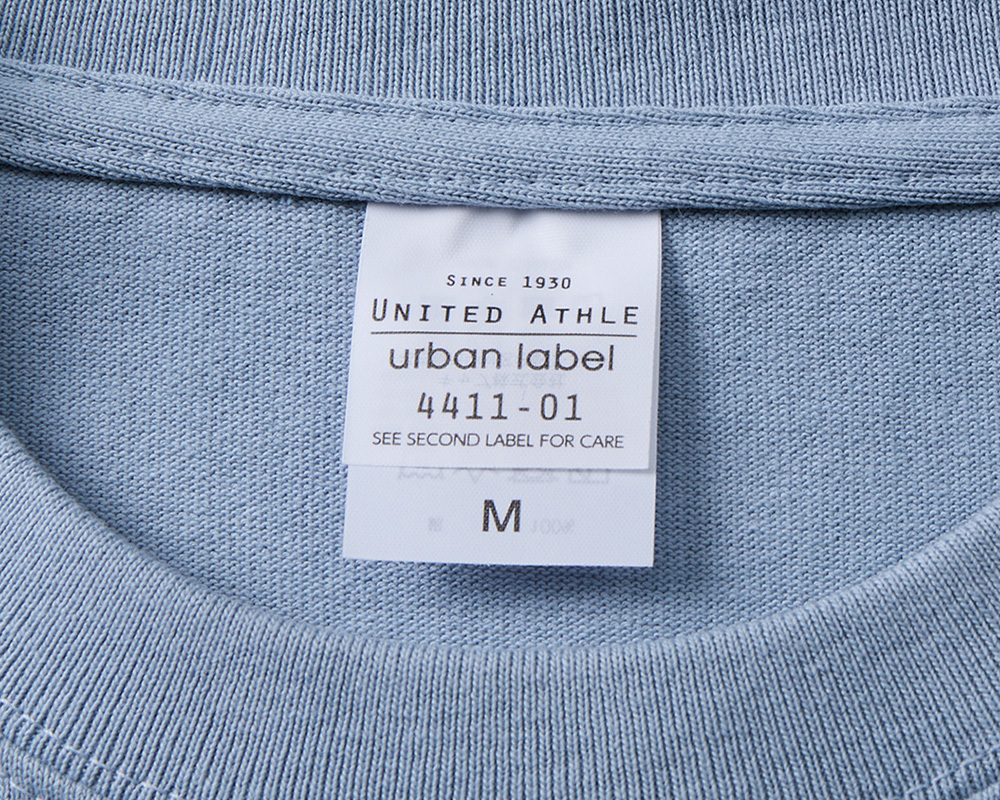 SINCE 1930
UNITED ATHLE
urban label
4411-01
SEE SECOND LABEL FOR CARE
M